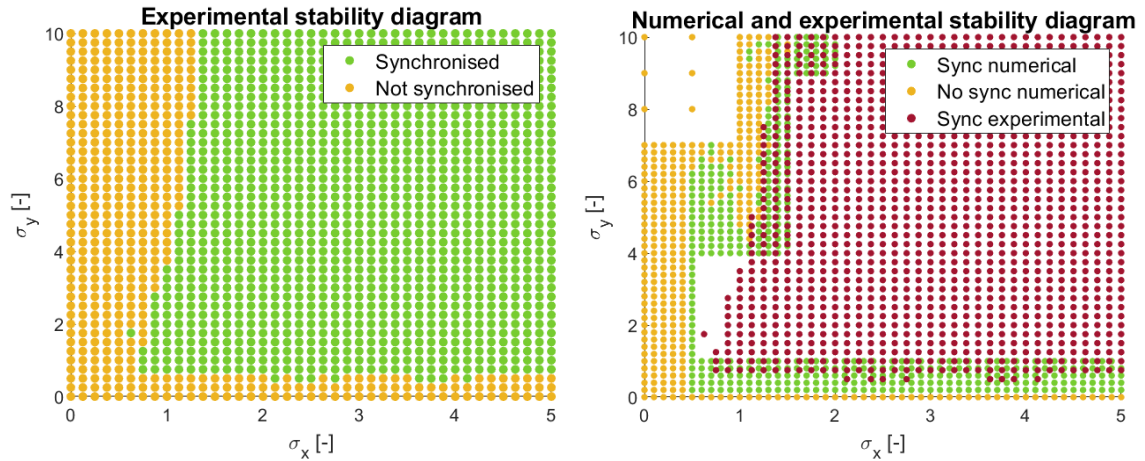 Experimental stability diagram
10
8
6
4
2
0
σy [-]
0 1 2 3 4 5
σx [-]
Synchronised
Not synchronised
Numerical and experimental stability diagram
10
8
6
4
2
0
σy [-]
0 1 2 3 4 5
σx [-]
Sync numerical
No sync numerical
Sync experimental